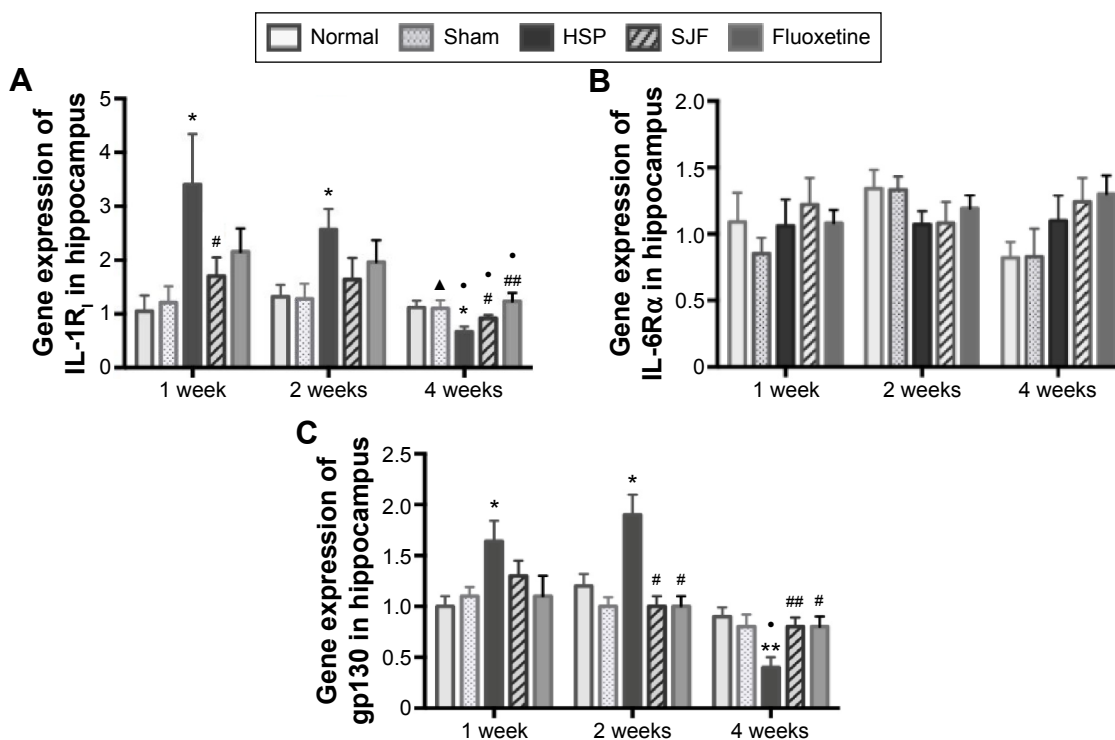 Normal Sham HSP SJF Fluoxetine
A
Gene expression of
IL-1R_I in hippocampus
5
4
3
2
1
0
* # * ▲ • * • # • ##
1 week 2 weeks 4 weeks
B
Gene expression of
IL-6Rα in hippocampus
2.0
1.5
1.0
0.5
0
1 week 2 weeks 4 weeks
C
Gene expression of
gp130 in hippocampus
2.5
2.0
1.5
1.0
0.5
0
* * # # • ** ## #
1 week 2 weeks 4 weeks